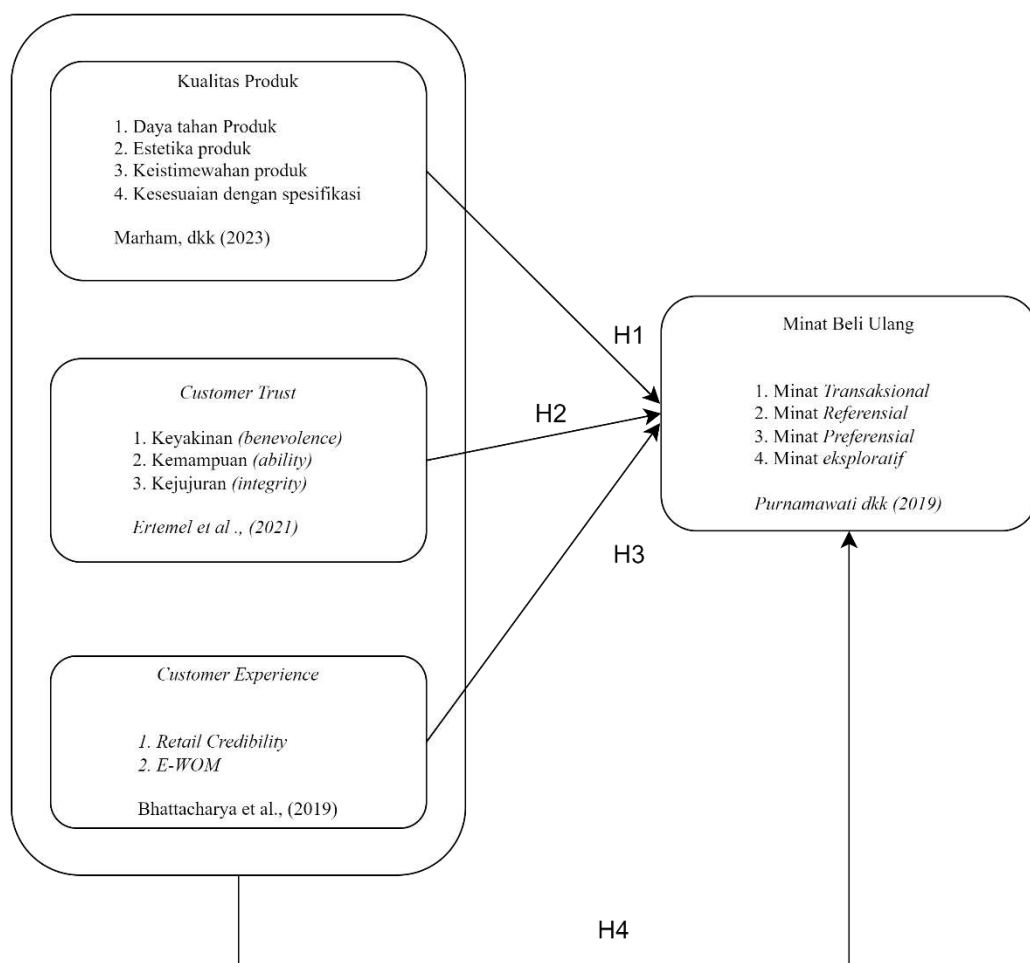 Kualitas Produk
1. Daya tahan Produk
2. Estetika produk
3. Keistimewahan produk
4. Kesesuaian dengan spesifikasi
Marham, dkk (2023)
Customer Trust
1. Keyakinan (benevolence)
2. Kemampuan (ability)
3. Kejujuran (integrity)
Ertemel et al ., (2021)
Customer Experience
1. Retail Credibility
2. E-WOM
Bhattacharya et al., (2019)
H1
H2
H3
H4
Minat Beli Ulang
1. Minat Transaksional
2. Minat Referensial
3. Minat Preferensial
4. Minat eksploratif
Purnamawati dkk (2019)